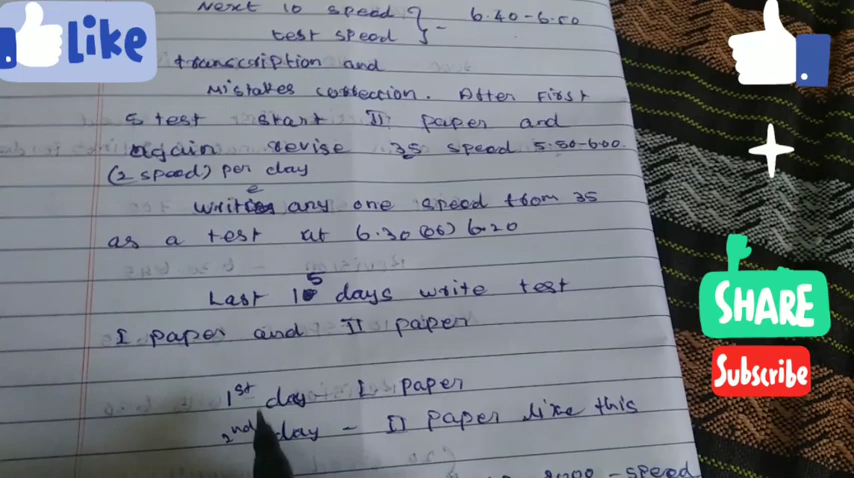 Next 10 speed } - 6.40-6.50
test speed
transcription and
Mistakes correction. After First
5 test start II paper and
again revise 35 speed 5.50-6.00.
(2 speed) per day
write any one speed from 35
as a test at 6.30 (or) 6.20
Last 15 days write test
I paper and II paper
1st day - I paper
2nd day - II paper like this
-speed
Like
SHARE
Subscribe